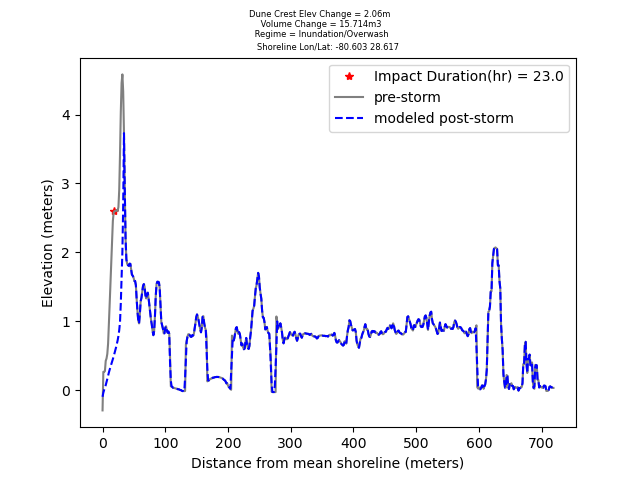 Dune Crest Elev Change = 2.06m
Volume Change = 15.714m3
Regime = Inundation/Overwash
Shoreline Lon/Lat: -80.603 28.617
Impact Duration(hr) = 23.0
pre-storm
modeled post-storm
Elevation (meters)
4
3
2
1
0
0 100 200 300 400 500 600 700
Distance from mean shoreline (meters)